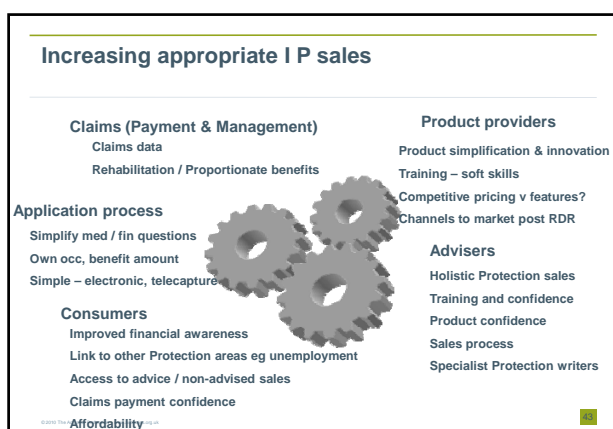 Increasing appropriate I P sales
Claims (Payment & Management)
Claims data
Rehabilitation / Proportionate benefits
Application process
Simplify med / fin questions
Own occ, benefit amount
Simple – electronic, telecapture
Consumers
Improved financial awareness
Link to other Protection areas eg unemployment
Access to advice / non-advised sales
Claims payment confidence
Affordability
Product providers
Product simplification & innovation
Training – soft skills
Competitive pricing v features?
Channels to market post RDR
Advisers
Holistic Protection sales
Training and confidence
Product confidence
Sales process
Specialist Protection writers
© 2010 The
43